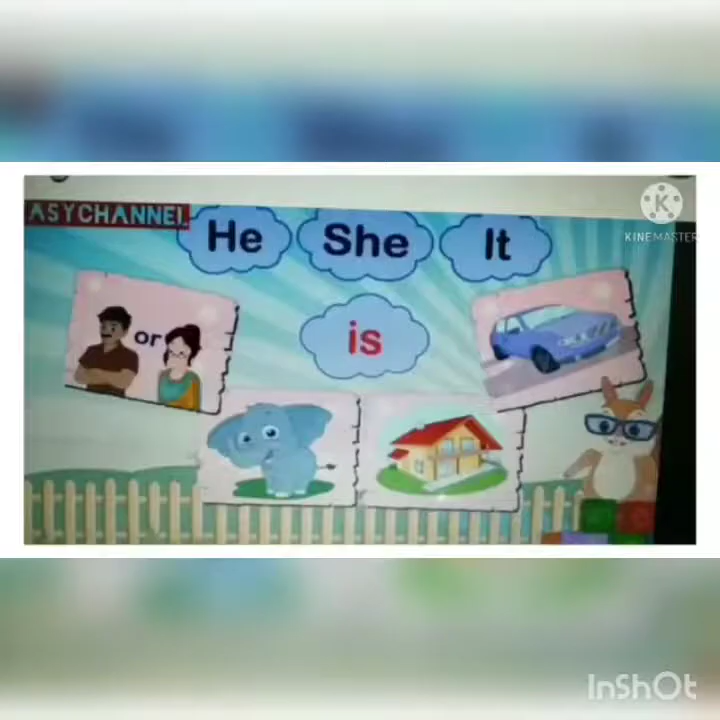 ASYCHANNEL
He She It
KINEMASTER
or
is
InShOt